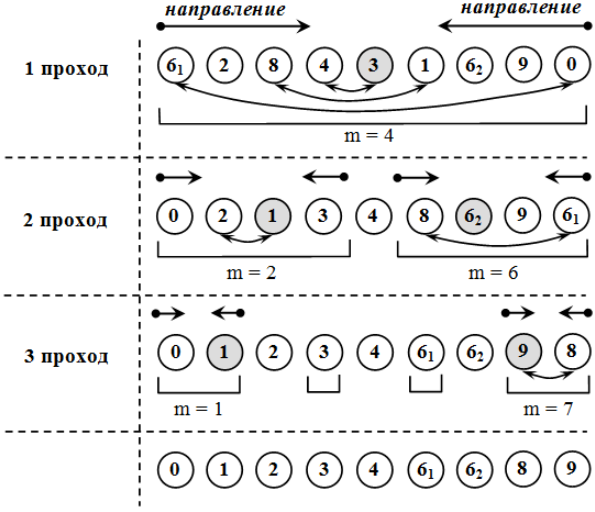 направление направление
1 проход 6₁ 2 8 4 3 1 6₂ 9 0
m = 4
2 проход 0 2 1 3 4 8 6₂ 9 6₁
m = 2 m = 6
3 проход 0 1 2 3 4 6₁ 6₂ 9 8
m = 1 m = 7
0 1 2 3 4 6₁ 6₂ 8 9